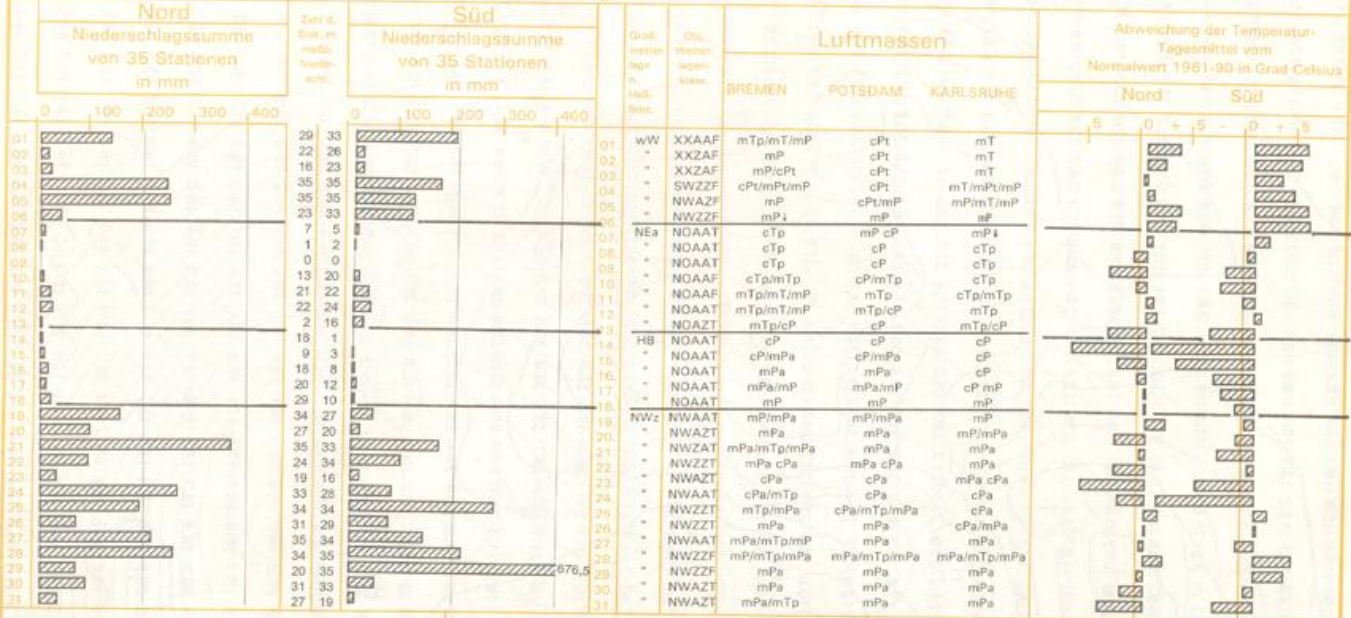 Nord
Niederschlagssumme
von 35 Stationen
in mm
0 100 200 300 400
Zahl d.
Stat. m.
meßb.
Nieder-
schl.
Süd
Niederschlagssumme
von 35 Stationen
in mm
0 100 200 300 400
Groß-
wetter
lage
n.
Heß.
Brez.
Obj.
Wetter
lagen-
klass.
Luftmassen
BREMEN POTSDAM KARLSRUHE
Abweichung der Temperatur-
Tagesmittel vom
Normalwert 1961-90 in Grad Celsius
Nord Süd
5 0 + 5 - 0 + 5
01 29 33 01 wW XXAAF mTp/mT/mP cPt mT
02 22 26 02 " XXZAF mP cPt mT
03 16 23 03 " XXZAF mP/cPt cPt mT
04 35 35 04 " SWZZF cPt/mPt/mP cPt mT/mPt/mP
05 35 35 05 " NWAZF mP cPt/mP mP/mT/mP
06 23 33 06 " NWZZF mP↓ mP mP
07 7 5 07 NEa NOAAT cTp mP cP mP↓
08 1 2 08 " NOAAT cTp cP cTp
09 0 0 09 " NOAAT cTp cP cTp
10 13 20 10 " NOAAF cTp/mTp cP/mTp cTp
11 21 22 11 " NOAAF mTp/mT/mP mTp cTp/mTp
12 22 24 12 " NOAAT mTp/mT/mP mTp/cP mTp
13 2 16 13 " NOAZT mTp/cP cP mTp/cP
14 18 1 14 HB NOAAT cP cP cP
15 9 3 15 " NOAAT cP/mPa cP/mPa cP
16 18 8 16 " NOAAT mPa mPa cP
17 20 12 17 " NOAAT mPa/mP mPa/mP cP mP
18 29 10 18 " NOAAT mP mP mP
19 34 27 19 NWz NWAAT mP/mPa mP/mPa mP
20 27 20 20 " NWAZT mPa mPa mP/mPa
21 35 33 21 " NWZAT mPa/mTp/mPa mPa mPa
22 24 34 22 " NWZZT mPa cPa mPa cPa mPa
23 19 16 23 " NWAZT cPa cPa mPa cPa
24 33 28 24 " NWAAT cPa/mTp cPa cPa
25 34 34 25 " NWZZT mTp/mPa cPa/mTp/mPa cPa
26 31 29 26 " NWZZT mPa mPa cPa/mPa
27 35 34 27 " NWAAT mPa/mTp/mP mPa mPa
28 34 35 28 " NWZZF mP/mTp/mPa mPa/mTp/mPa mPa/mTp/mPa
29 20 35 676,5 29 " NWZZF mPa mPa mPa
30 31 33 30 " NWAZT mPa mPa mPa
31 27 19 31 " NWAZT mPa/mTp mPa mPa